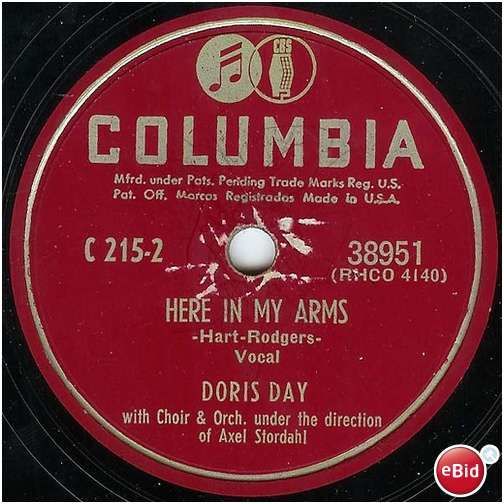 CBS
COLUMBIA
Mfrd. under Pats. Pending Trade Marks Reg. U.S.
Pat. Off. Marcas Registradas Made in U.S.A.
C 215-2
38951
(RHCO 4140)
HERE IN MY ARMS
-Hart-Rodgers-
Vocal
DORIS DAY
with Choir & Orch. under the direction
of Axel Stordahl
eBid